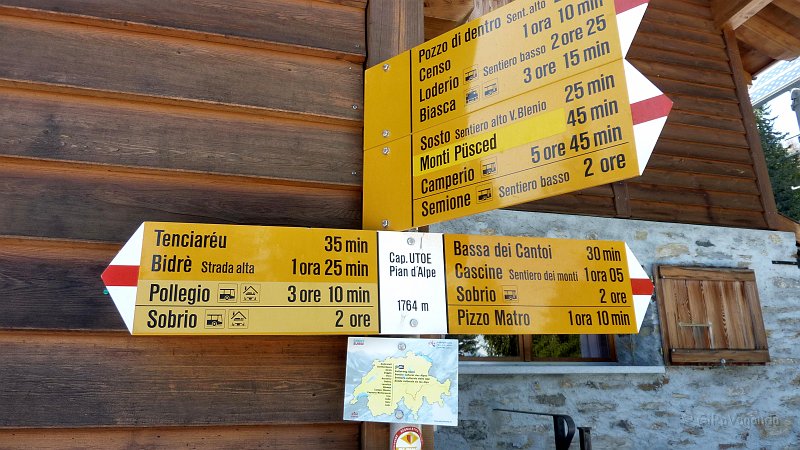 Pozzo di dentro Sent. alto
Censo 1 ora 10 min
Loderio Sentiero basso 2 ore 25
Biasca 3 ore 15 min
Sosto Sentiero alto V. Blenio 25 min
Monti Püsced 45 min
Camperio 5 ore 45 min
Semione Sentiero basso 2 ore
Tenciaréu 35 min
Bidrè Strada alta 1 ora 25 min
Pollegio 3 ore 10 min
Sobrio 2 ore
Cap. UTOE
Pian d'Alpe
1764 m
Bassa dei Cantoi 30 min
Cascine Sentiero dei monti 1 ora 05
Sobrio 2 ore
Pizzo Matro 1 ora 10 min